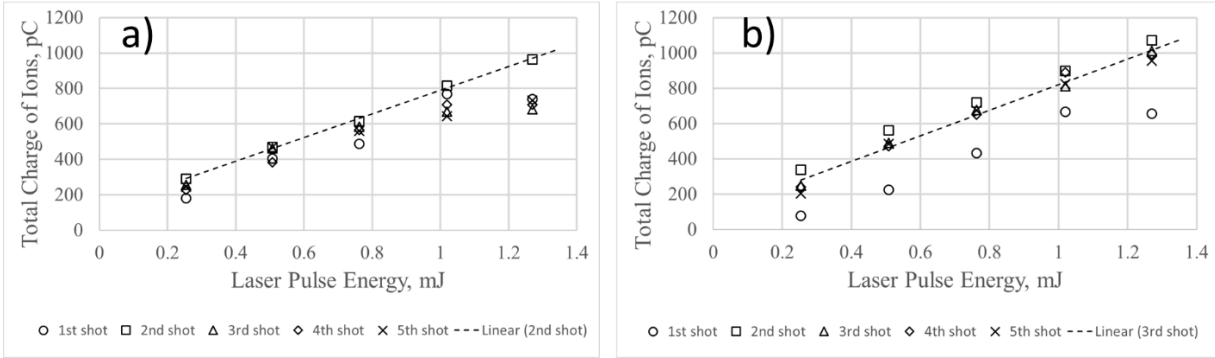 a)
Total Charge of Ions, pC
1200
1000
800
600
400
200
0
0 0.2 0.4 0.6 0.8 1 1.2 1.4
Laser Pulse Energy, mJ
1st shot 2nd shot 3rd shot 4th shot 5th shot Linear (2nd shot)
b)
Total Charge of Ions, pC
1200
1000
800
600
400
200
0
0 0.2 0.4 0.6 0.8 1 1.2 1.4
Laser Pulse Energy, mJ
1st shot 2nd shot 3rd shot 4th shot 5th shot Linear (3rd shot)